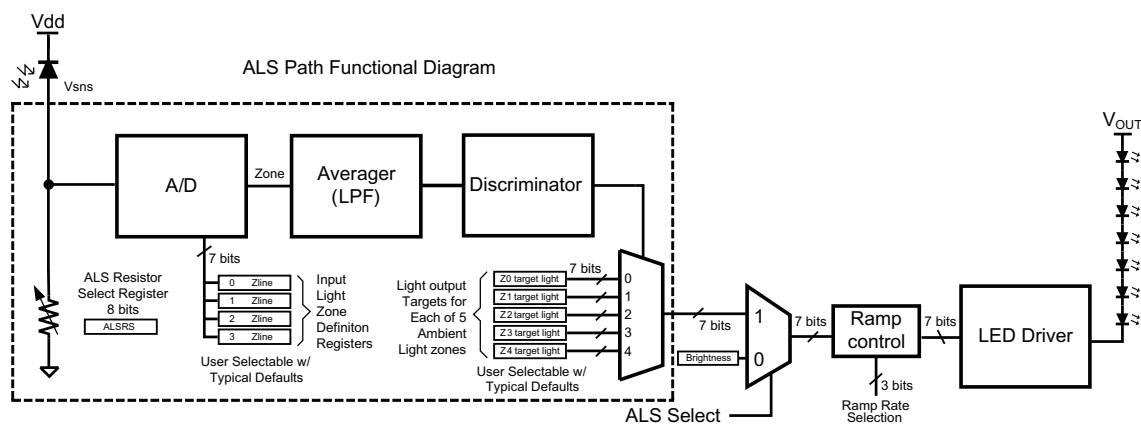 Vdd
Vsns
ALS Path Functional Diagram
A/D
Zone
Averager
(LPF)
Discriminator
7 bits
0 Zline
1 Zline
2 Zline
3 Zline
Input
Light
Zone
Definiton
Registers
User Selectable w/
Typical Defaults
ALS Resistor
Select Register
8 bits
ALSRS
Light output
Targets for
Each of 5
Ambient
Light zones
7 bits
Z0 target light
Z1 target light
Z2 target light
Z3 target light
Z4 target light
User Selectable w/
Typical Defaults
0
1
2
3
4
7 bits
Brightness
1
0
ALS Select
7 bits
Ramp
control
3 bits
Ramp Rate
Selection
7 bits
LED Driver
VOUT